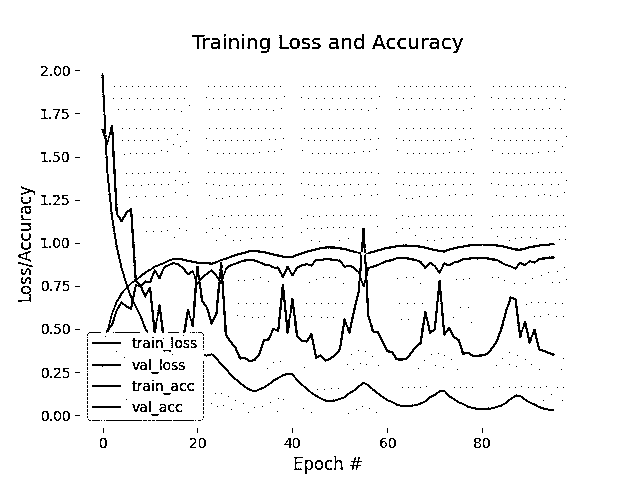 Training Loss and Accuracy
2.00
1.75
1.50
1.25
1.00
0.75
0.50
0.25
0.00
Loss/Accuracy
train_loss
val_loss
train_acc
val_acc
0 20 40 60 80
Epoch #